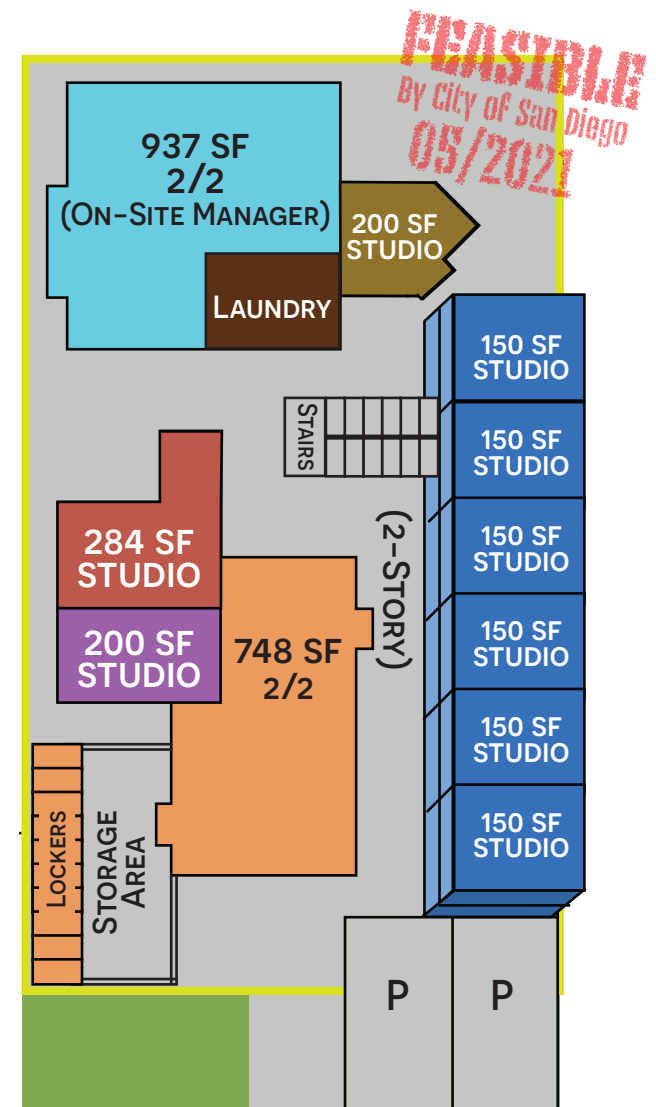 FEASIBLE
By City of San Diego
05/2021
937 SF
2/2
(On-Site Manager)
200 SF
STUDIO
Laundry
150 SF
STUDIO
Stairs
150 SF
STUDIO
(2-Story)
150 SF
STUDIO
284 SF
STUDIO
200 SF
STUDIO
748 SF
2/2
150 SF
STUDIO
150 SF
STUDIO
150 SF
STUDIO
Lockers
Storage
Area
P
P